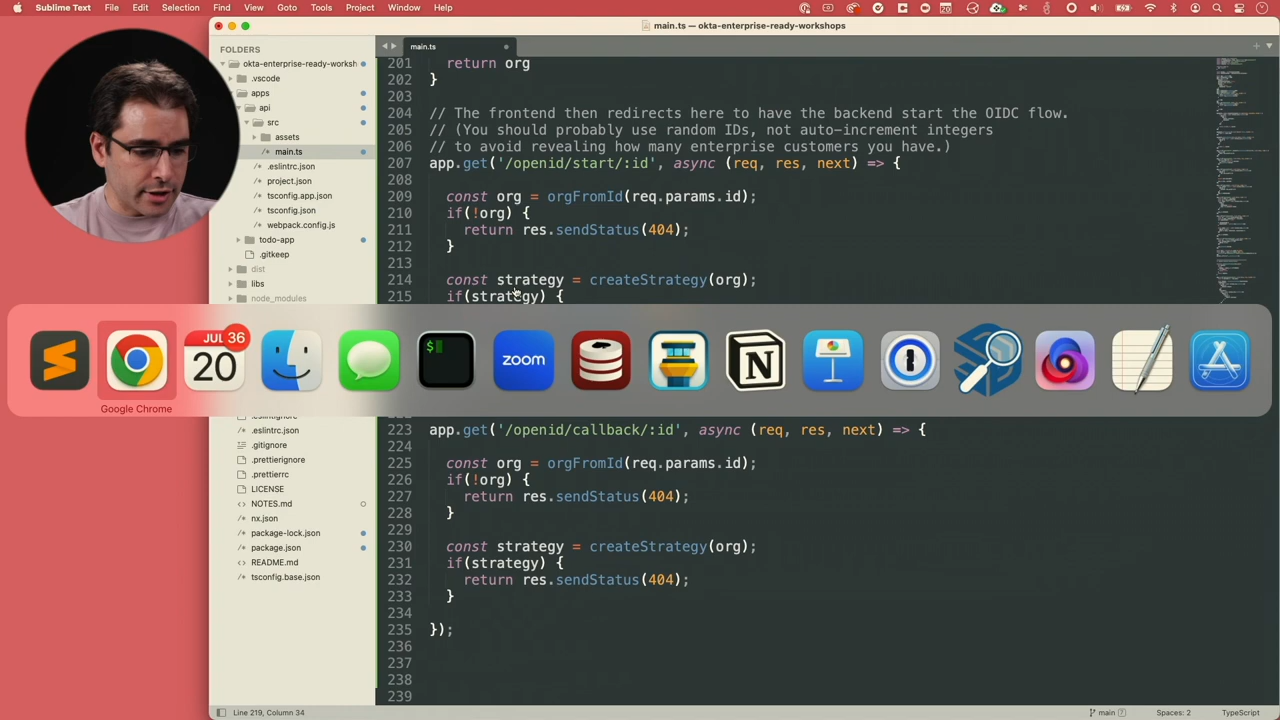 Sublime Text File Edit Selection Find View Goto Tools Project Window Help
main.ts — okta-enterprise-ready-workshops
FOLDERS
okta-enterprise-ready-worksh
.vscode
apps
api
src
assets
main.ts
.eslintrc.json
project.json
tsconfig.app.json
tsconfig.json
webpack.config.js
todo-app
.gitkeep
dist
libs
node_modules
.eslintrc.json
.gitignore
.prettierignore
.prettierrc
LICENSE
NOTES.md
nx.json
package-lock.json
package.json
README.md
tsconfig.base.json
main.ts
201 return org
202 }
203
204 // The frontend then redirects here to have the backend start the OIDC flow.
205 // (You should probably use random IDs, not auto-increment integers
206 // to avoid revealing how many enterprise customers you have.)
207 app.get('/openid/start/:id', async (req, res, next) => {
208
209 const org = orgFromId(req.params.id);
210 if(!org) {
211 return res.sendStatus(404);
212 }
213
214 const strategy = createStrategy(org);
215 if(strategy) {
JUL 36
20
$
zoom
Google Chrome
223 app.get('/openid/callback/:id', async (req, res, next) => {
224
225 const org = orgFromId(req.params.id);
226 if(!org) {
227 return res.sendStatus(404);
228 }
229
230 const strategy = createStrategy(org);
231 if(strategy) {
232 return res.sendStatus(404);
233 }
234
235 });
236
237
238
239
Line 219, Column 34
main 7
Spaces: 2
TypeScript